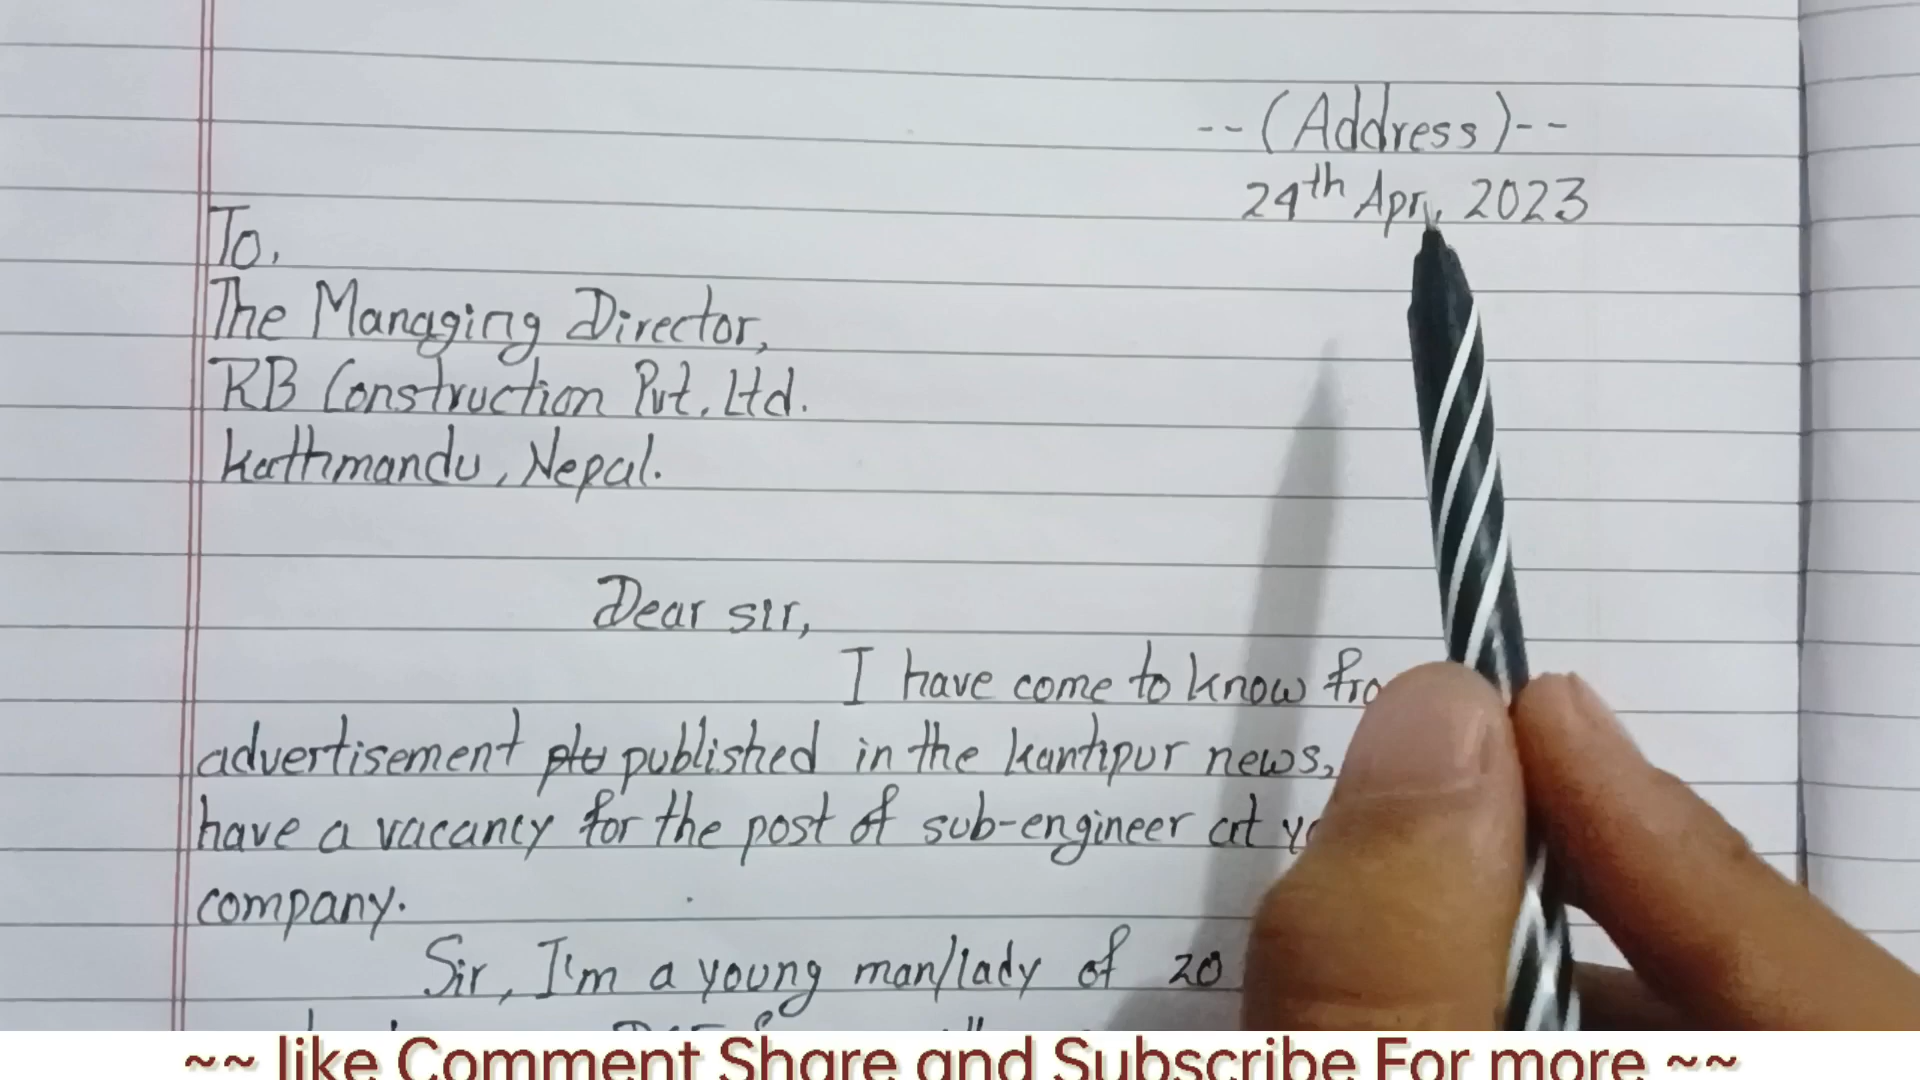 --(Address)--
24th Apr, 2023
To,
The Managing Director,
RB Construction Pvt. Ltd.
Kathmandu, Nepal.
Dear sir,
I have come to know
advertisement published in the kantipur news,
have a vacancy for the post of sub-engineer at
company.
Sir, I'm a young man/lady of 20
~~ like Comment Share and Subscribe For more ~~